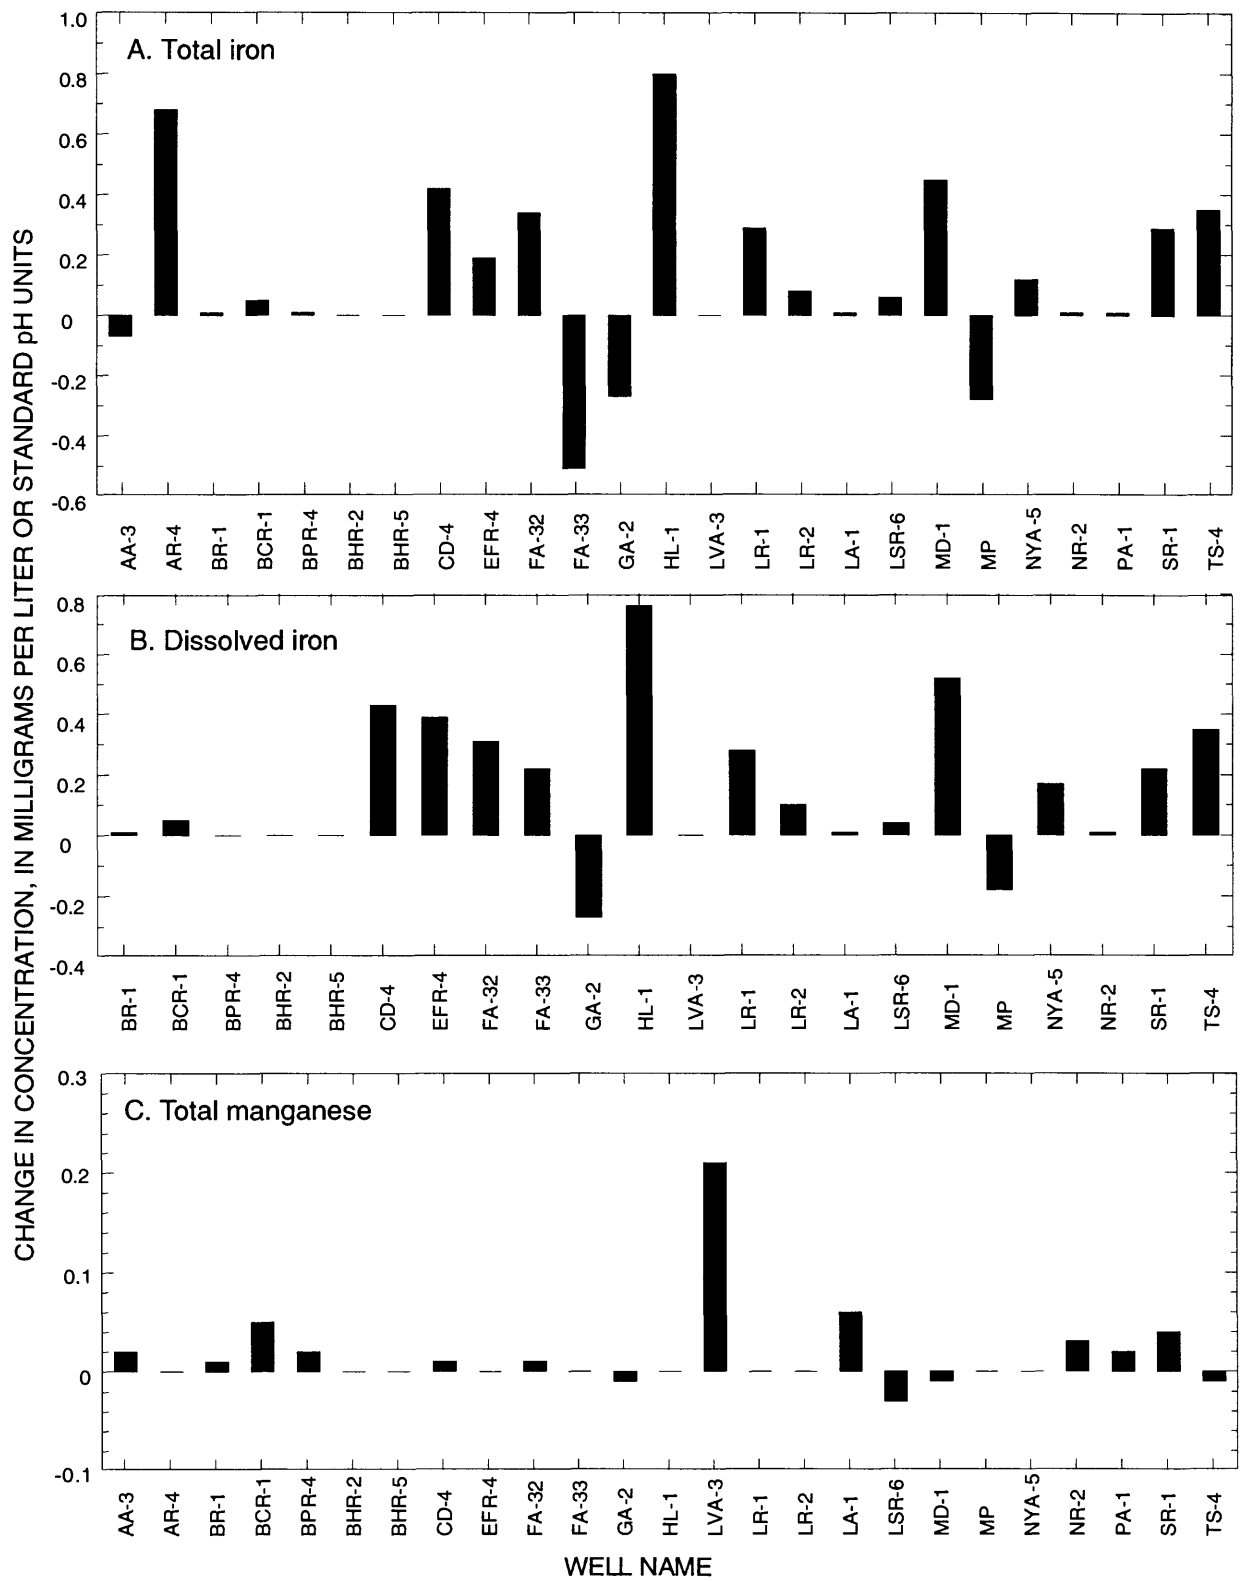 CHANGE IN CONCENTRATION, IN MILLIGRAMS PER LITER OR STANDARD pH UNITS
A. Total iron
1.0
0.8
0.6
0.4
0.2
0
-0.2
-0.4
-0.6
AA-3 AR-4 BR-1 BCR-1 BPR-4 BHR-2 BHR-5 CD-4 EFR-4 FA-32 FA-33 GA-2 HL-1 LVA-3 LR-1 LR-2 LA-1 LSR-6 MD-1 MP NYA-5 NR-2 PA-1 SR-1 TS-4
B. Dissolved iron
0.8
0.6
0.4
0.2
0
-0.2
-0.4
BR-1 BCR-1 BPR-4 BHR-2 BHR-5 CD-4 EFR-4 FA-32 FA-33 GA-2 HL-1 LVA-3 LR-1 LR-2 LA-1 LSR-6 MD-1 MP NYA-5 NR-2 SR-1 TS-4
C. Total manganese
0.3
0.2
0.1
0
-0.1
AA-3 AR-4 BR-1 BCR-1 BPR-4 BHR-2 BHR-5 CD-4 EFR-4 FA-32 FA-33 GA-2 HL-1 LVA-3 LR-1 LR-2 LA-1 LSR-6 MD-1 MP NYA-5 NR-2 PA-1 SR-1 TS-4
WELL NAME